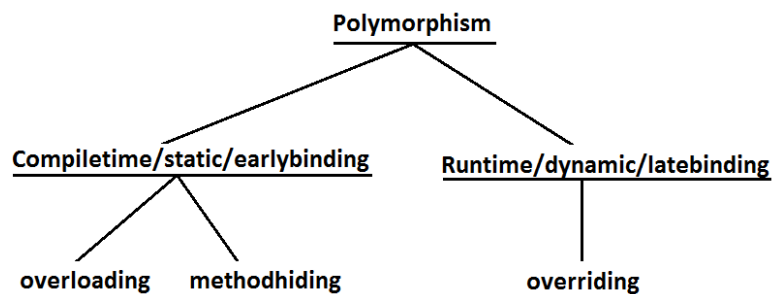 Polymorphism
Compiletime/static/earlybinding
Runtime/dynamic/latebinding
overloading
methodhiding
overriding